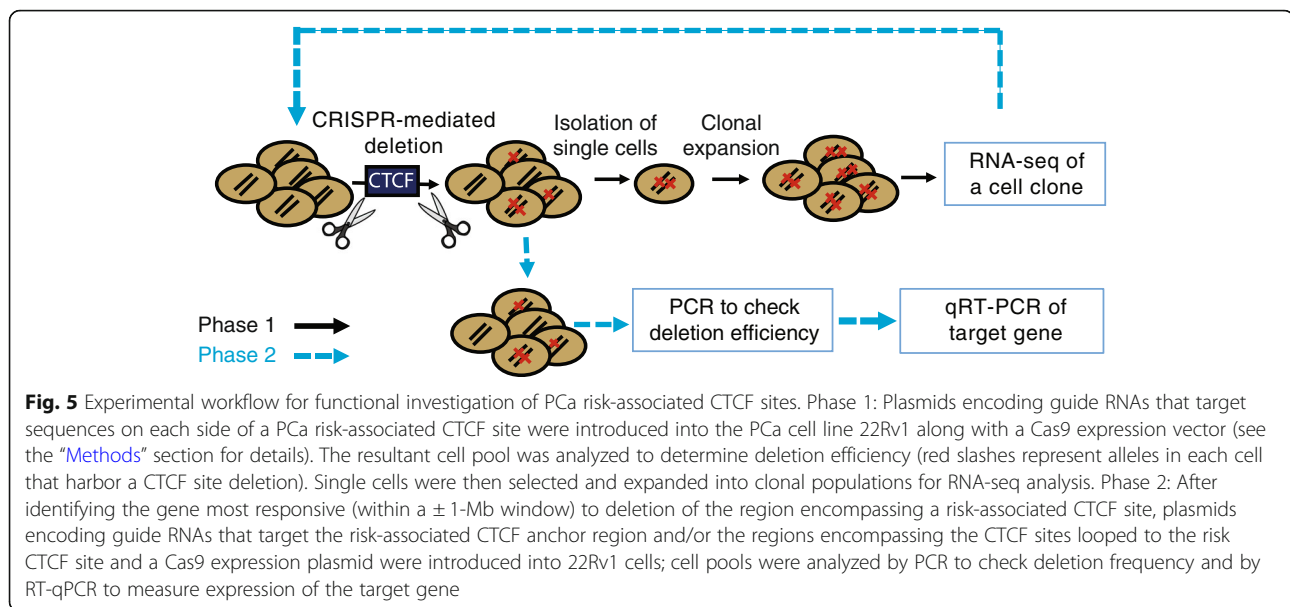 CRISPR-mediated
deletion
CTCF
Isolation of
single cells
Clonal
expansion
RNA-seq of
a cell clone
Phase 1
Phase 2
PCR to check
deletion efficiency
qRT-PCR of
target gene
Fig. 5 Experimental workflow for functional investigation of PCa risk-associated CTCF sites. Phase 1: Plasmids encoding guide RNAs that target
sequences on each side of a PCa risk-associated CTCF site were introduced into the PCa cell line 22Rv1 along with a Cas9 expression vector (see
the “Methods” section for details). The resultant cell pool was analyzed to determine deletion efficiency (red slashes represent alleles in each cell
that harbor a CTCF site deletion). Single cells were then selected and expanded into clonal populations for RNA-seq analysis. Phase 2: After
identifying the gene most responsive (within a ± 1-Mb window) to deletion of the region encompassing a risk-associated CTCF site, plasmids
encoding guide RNAs that target the risk-associated CTCF anchor region and/or the regions encompassing the CTCF sites looped to the risk
CTCF site and a Cas9 expression plasmid were introduced into 22Rv1 cells; cell pools were analyzed by PCR to check deletion frequency and by
RT-qPCR to measure expression of the target gene